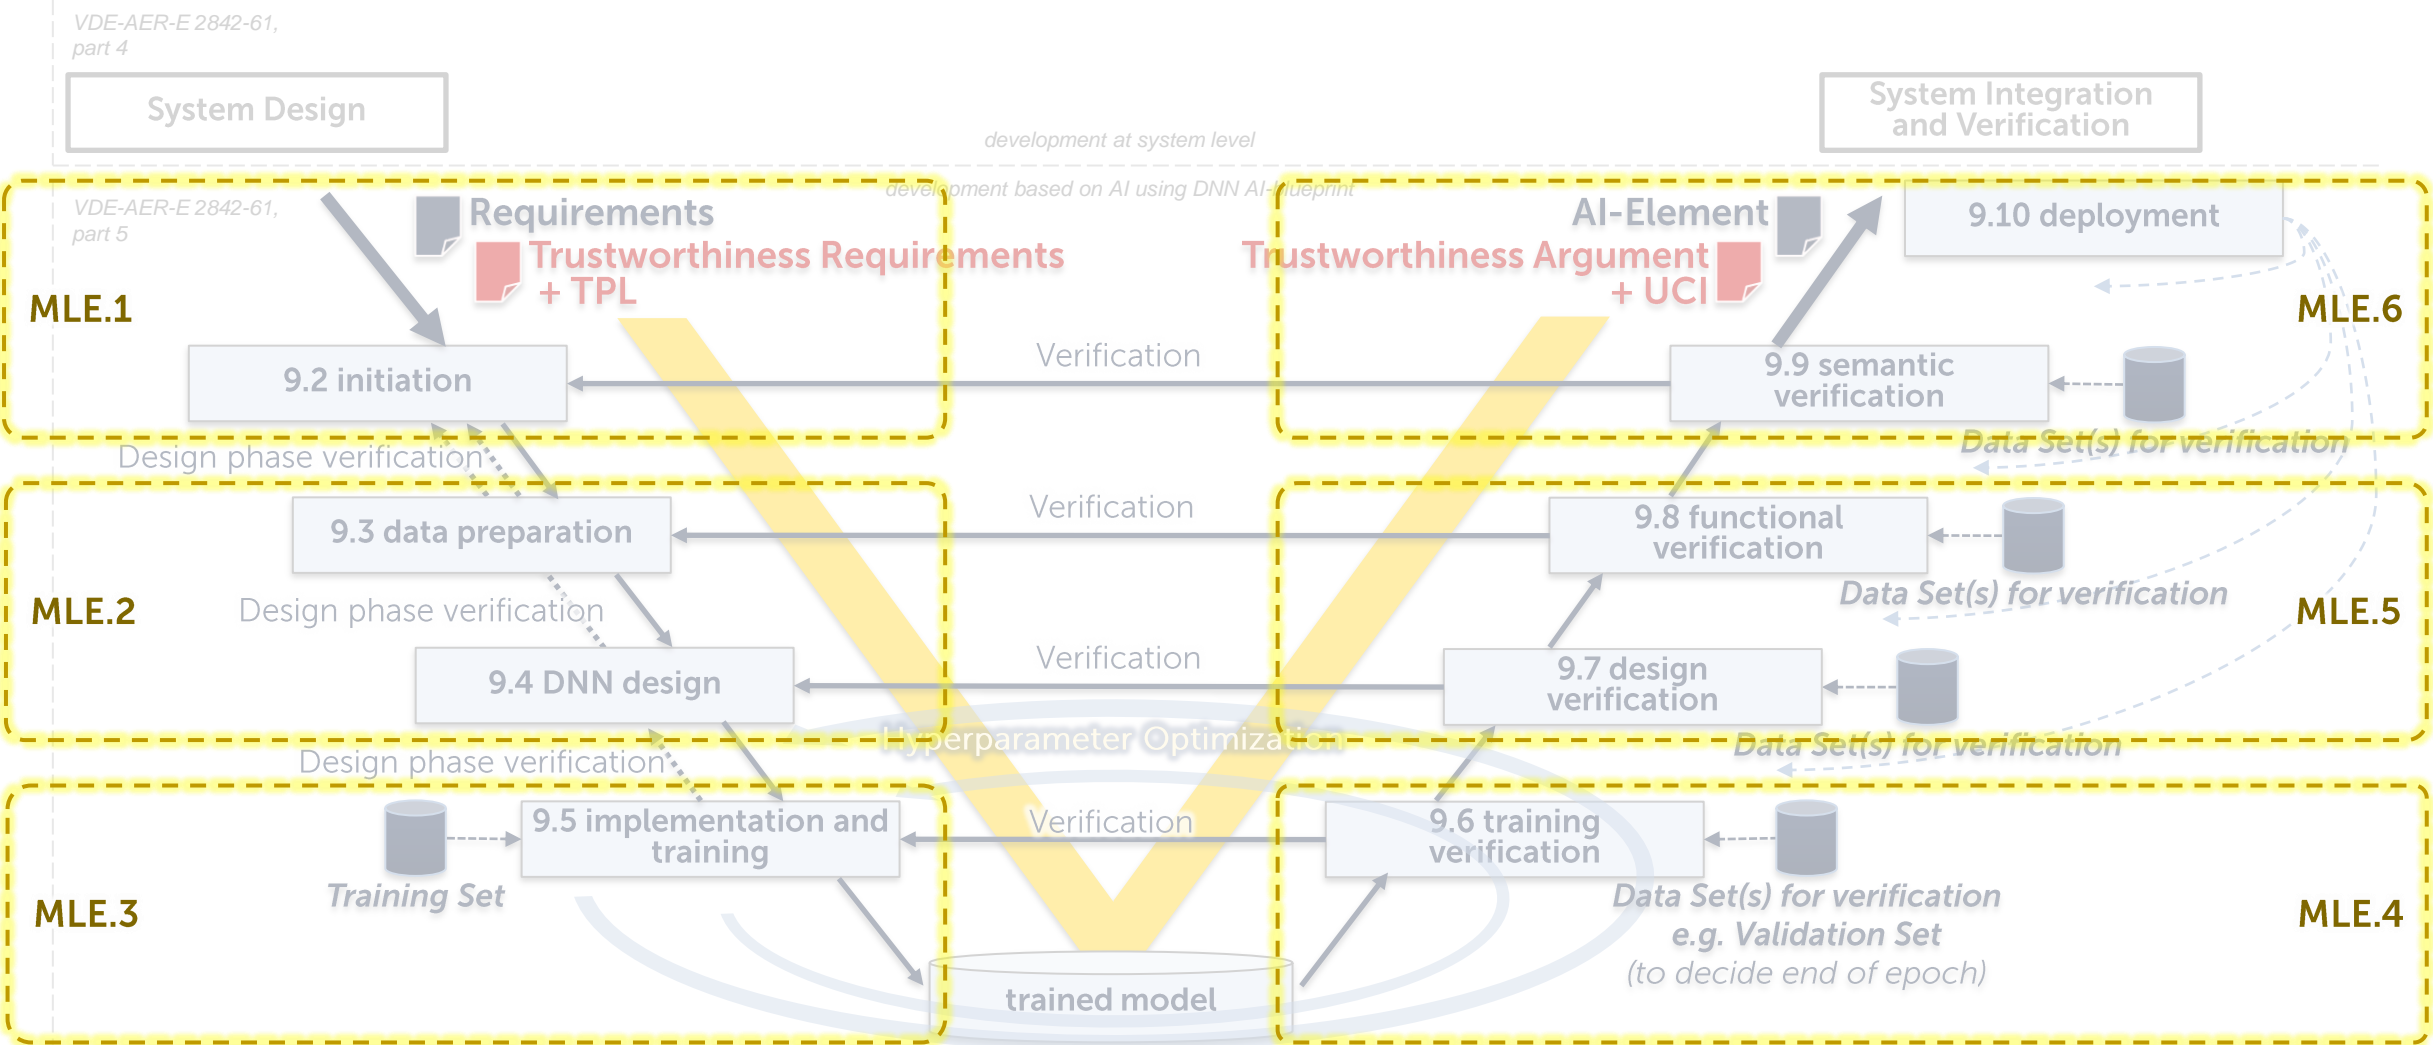 VDE-AER-E 2842-61,
part 4
System Design
System Integration
and Verification
development at system level
development based on AI using DNN AI-blueprint
VDE-AER-E 2842-61,
part 5
Requirements
Trustworthiness Requirements
+ TPL
AI-Element
Trustworthiness Argument
+ UCI
9.10 deployment
MLE.1
MLE.6
9.2 initiation
Verification
9.9 semantic
verification
Data Set(s) for verification
Design phase verification
9.3 data preparation
Verification
9.8 functional
verification
Data Set(s) for verification
MLE.2
MLE.5
Design phase verification
9.4 DNN design
Verification
9.7 design
verification
Data Set(s) for verification
Hyperparameter Optimization
Design phase verification
9.5 implementation and
training
Verification
9.6 training
verification
Training Set
Data Set(s) for verification
e.g. Validation Set
(to decide end of epoch)
MLE.3
MLE.4
trained model